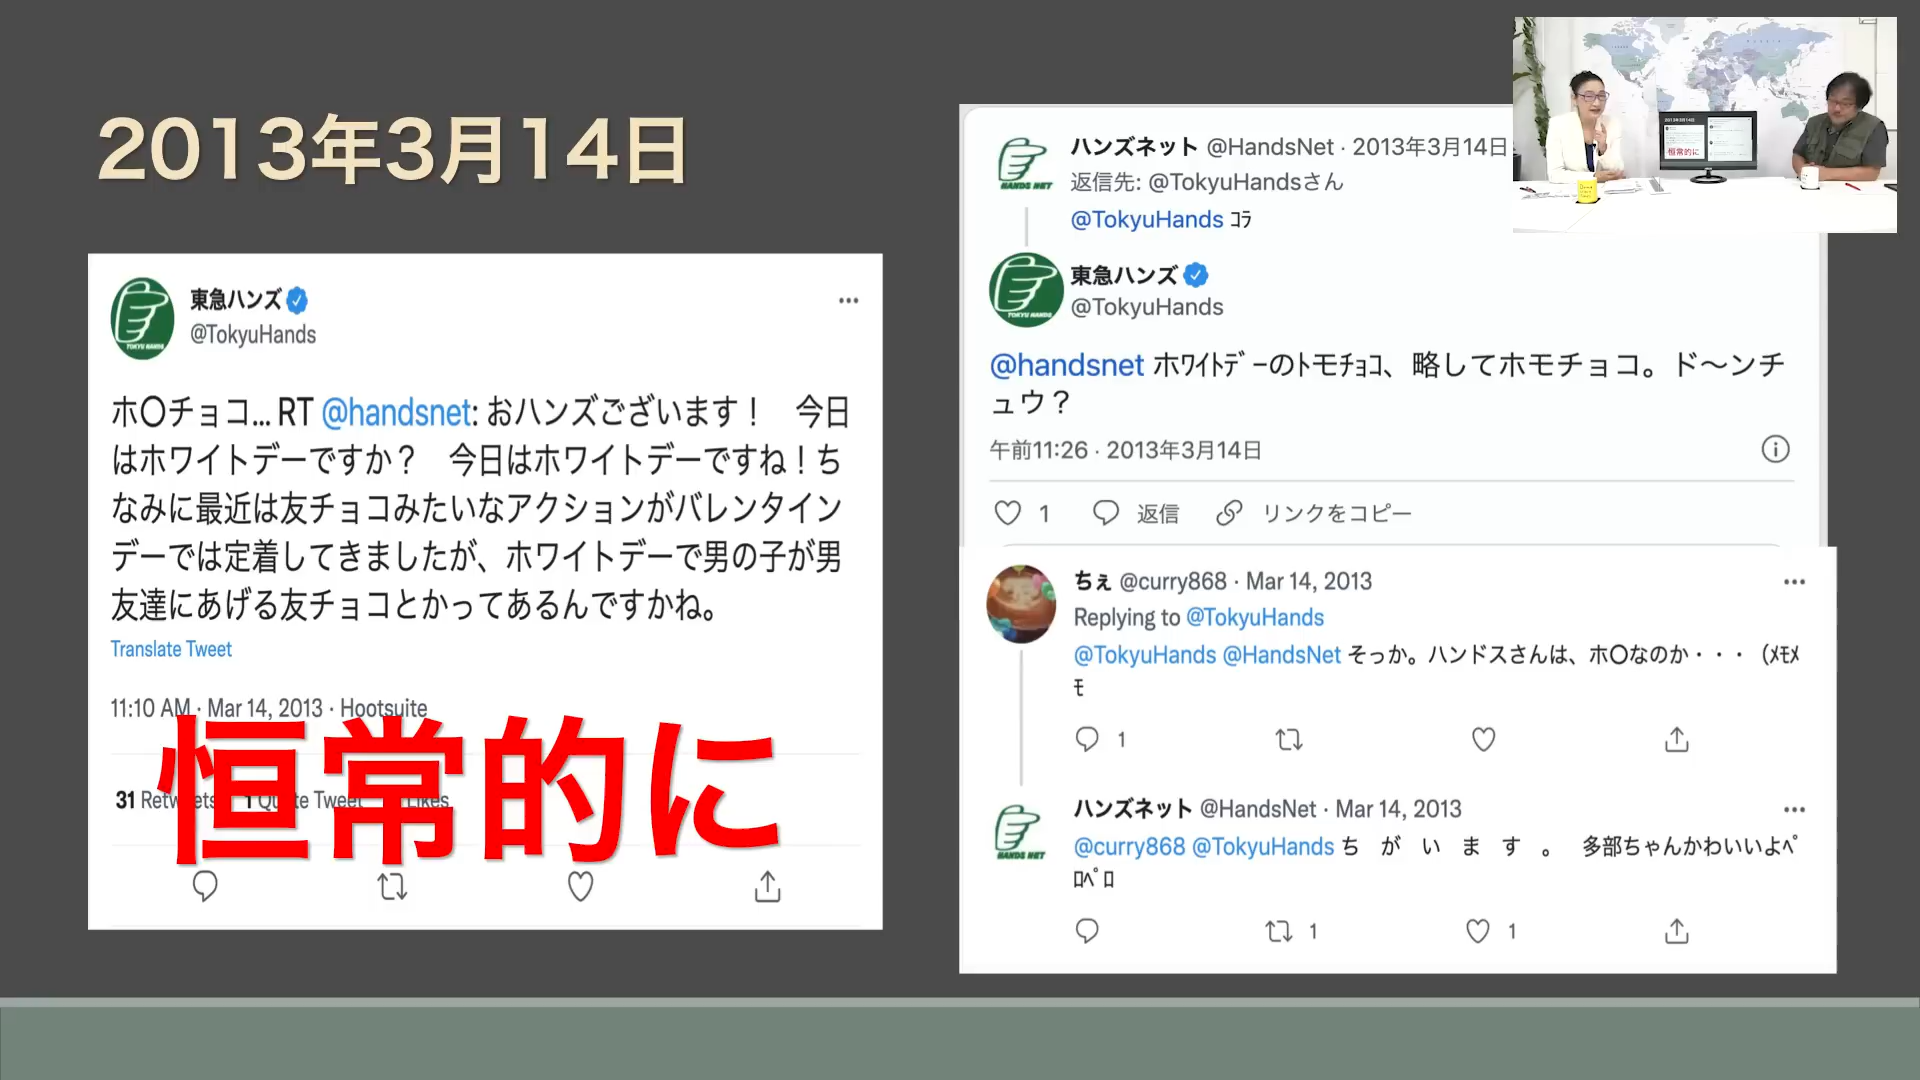 2013年3月14日
東急ハンズ
@TokyuHands
ホ〇チョコ... RT @handsnet: おハンズございます！　今日
はホワイトデーですか？　今日はホワイトデーですね！ち
なみに最近は友チョコみたいなアクションがバレンタイン
デーでは定着してきましたが、ホワイトデーで男の子が男
友達にあげる友チョコとかってあるんですかね。
Translate Tweet
11:10 AM · Mar 14, 2013 · Hootsuite
31 Retweets 1 Quote Tweet Likes
恒常的に
ハンズネット @HandsNet · 2013年3月14日
返信先: @TokyuHandsさん
@TokyuHands ｺﾗ
東急ハンズ
@TokyuHands
@handsnet ﾎﾜｲﾄﾃﾞｰのﾄﾓﾁｮｺ、略してホモチョコ。ド〜ンチ
ュウ？
午前11:26 · 2013年3月14日
1 返信 リンクをコピー
ちぇ @curry868 · Mar 14, 2013
Replying to @TokyuHands
@TokyuHands @HandsNet そっか。ハンドスさんは、ホ〇なのか・・・（ﾒﾓﾒ
ﾓ
1
ハンズネット @HandsNet · Mar 14, 2013
@curry868 @TokyuHands ち　が　い　ま　す　。　多部ちゃんかわいいよﾍﾟ
ﾛﾍﾟﾛ
1 1